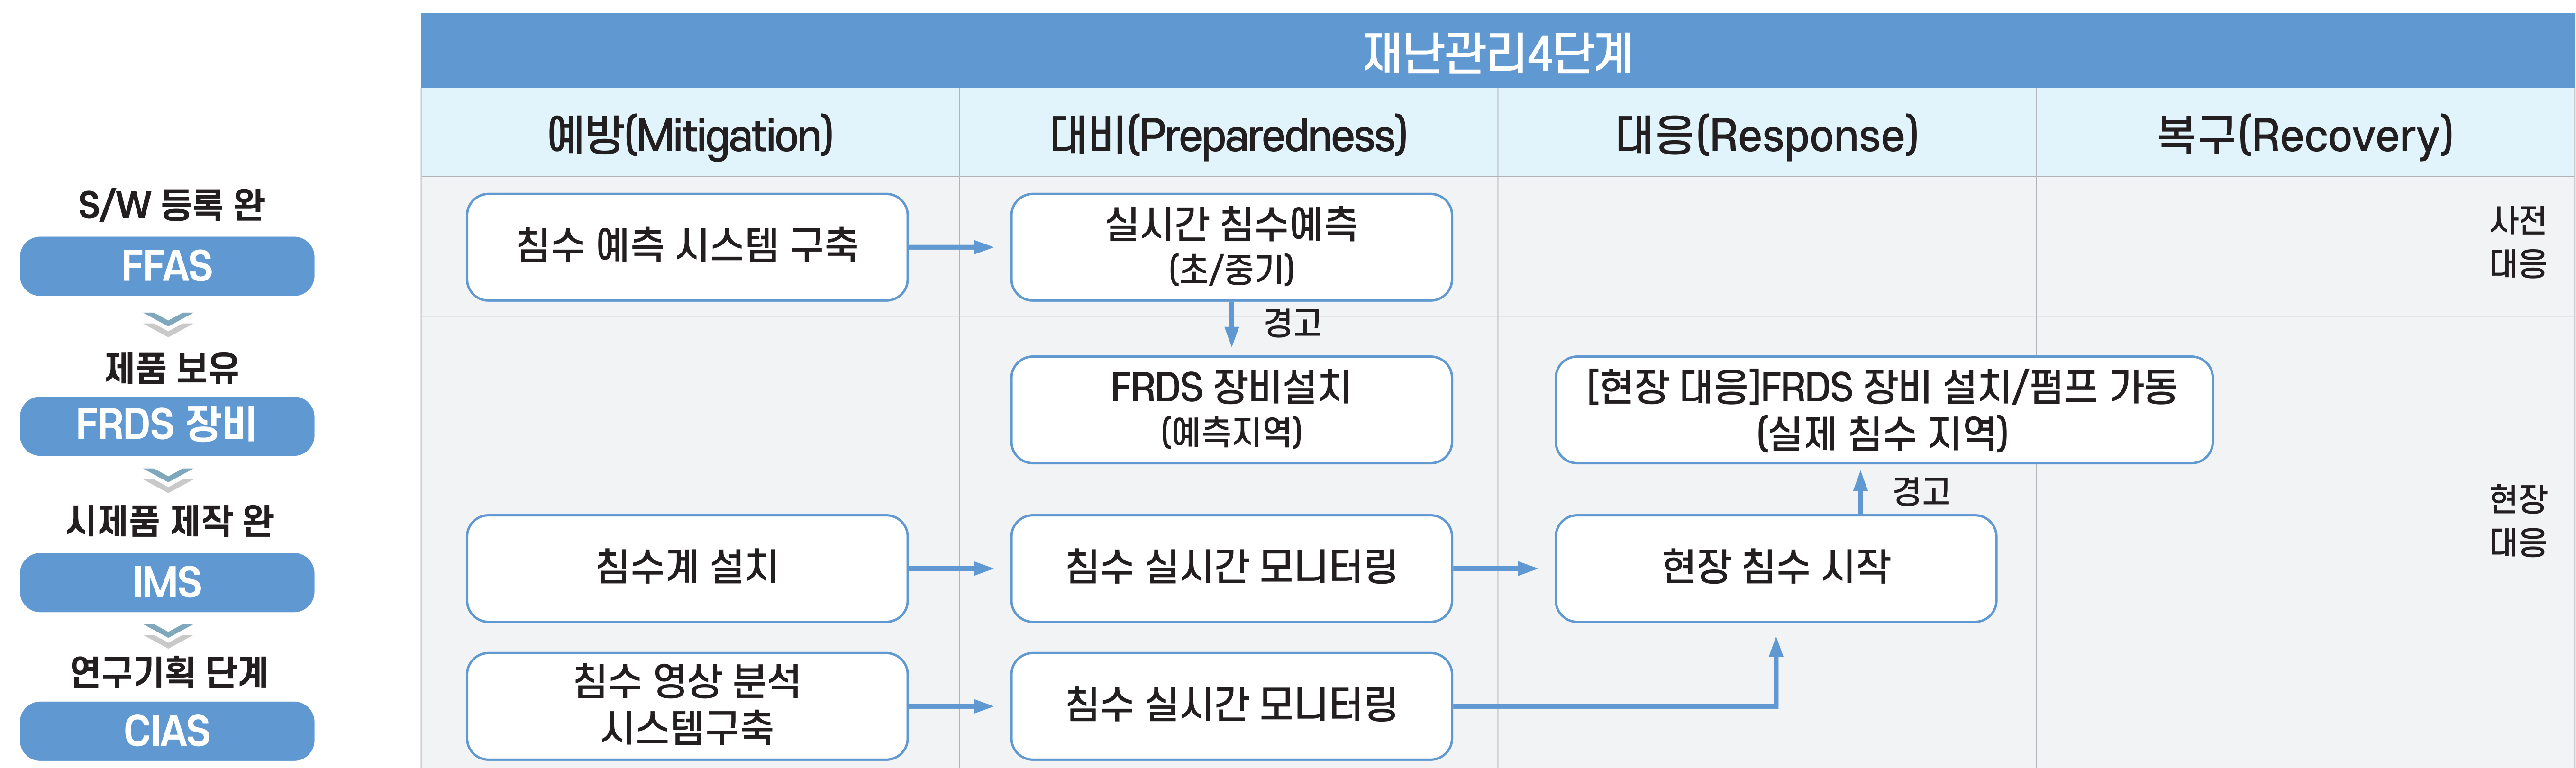 재난관리4단계
예방(Mitigation)
대비(Preparedness)
대응(Response)
복구(Recovery)
S/W 등록 완
FFAS
제품 보유
FRDS 장비
시제품 제작 완
IMS
연구기획 단계
CIAS
침수 예측 시스템 구축
실시간 침수예측
(초/중기)
사전
대응
경고
FRDS 장비설치
(예측지역)
[현장 대응]FRDS 장비 설치/펌프 가동
(실제 침수 지역)
경고
현장
대응
침수계 설치
침수 실시간 모니터링
현장 침수 시작
침수 영상 분석
시스템구축
침수 실시간 모니터링